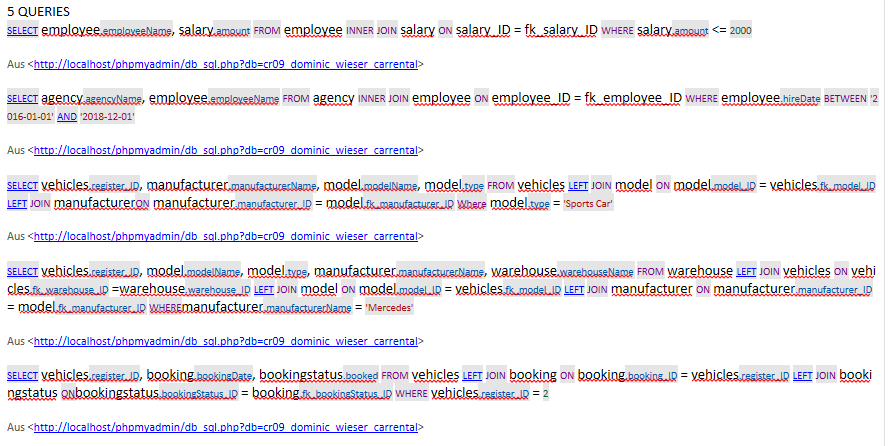 5 QUERIES
SELECT employee.employeeName, salary.amount FROM employee INNER JOIN salary ON salary_ID = fk_salary_ID WHERE salary.amount <= 2000
Aus <http://localhost/phpmyadmin/db_sql.php?db=cr09_dominic_wieser_carrental>
SELECT agency.agencyName, employee.employeeName FROM agency INNER JOIN employee ON employee_ID = fk_employee_ID WHERE employee.hireDate BETWEEN '2
016-01-01' AND '2018-12-01'
Aus <http://localhost/phpmyadmin/db_sql.php?db=cr09_dominic_wieser_carrental>
SELECT vehicles.register_ID, manufacturer.manufacturerName, model.modelName, model.type FROM vehicles LEFT JOIN model ON model.model_ID = vehicles.fk_model_ID
LEFT JOIN manufacturerON manufacturer.manufacturer_ID = model.fk_manufacturer_ID Where model.type = 'Sports Car'
Aus <http://localhost/phpmyadmin/db_sql.php?db=cr09_dominic_wieser_carrental>
SELECT vehicles.register_ID, model.modelName, model.type, manufacturer.manufacturerName, warehouse.warehouseName FROM warehouse LEFT JOIN vehicles ON vehi
cles.fk_warehouse_ID =warehouse.warehouse_ID LEFT JOIN model ON model.model_ID = vehicles.fk_model_ID LEFT JOIN manufacturer ON manufacturer.manufacturer_ID
= model.fk_manufacturer_ID WHEREmanufacturer.manufacturerName = 'Mercedes'
Aus <http://localhost/phpmyadmin/db_sql.php?db=cr09_dominic_wieser_carrental>
SELECT vehicles.register_ID, booking.bookingDate, bookingstatus.booked FROM vehicles LEFT JOIN booking ON booking.booking_ID = vehicles.register_ID LEFT JOIN booki
ngstatus ONbookingstatus.bookingStatus_ID = booking.fk_bookingStatus_ID WHERE vehicles.register_ID = 2
Aus <http://localhost/phpmyadmin/db_sql.php?db=cr09_dominic_wieser_carrental>